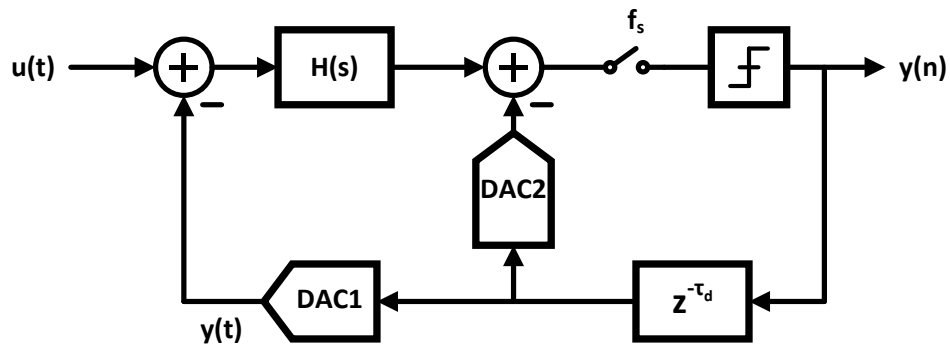 f_s
u(t)
+
H(s)
+
y(n)
−
−
DAC2
DAC1
z^{-τ_d}
y(t)